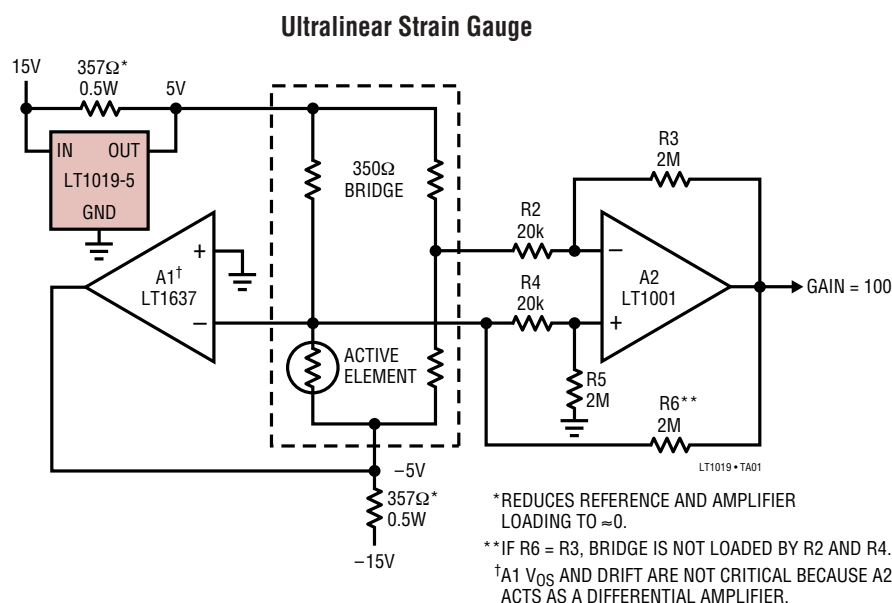 Ultralinear Strain Gauge
15V
357Ω*
0.5W
5V
IN OUT
LT1019-5
GND
350Ω
BRIDGE
R3
2M
R2
20k
R4
20k
A1†
LT1637
+
–
–
+
A2
LT1001
GAIN = 100
ACTIVE
ELEMENT
R5
2M
R6**
2M
LT1019 • TA01
–5V
357Ω*
0.5W
–15V
*REDUCES REFERENCE AND AMPLIFIER
LOADING TO ≈0.
**IF R6 = R3, BRIDGE IS NOT LOADED BY R2 AND R4.
†A1 VOS AND DRIFT ARE NOT CRITICAL BECAUSE A2
ACTS AS A DIFFERENTIAL AMPLIFIER.